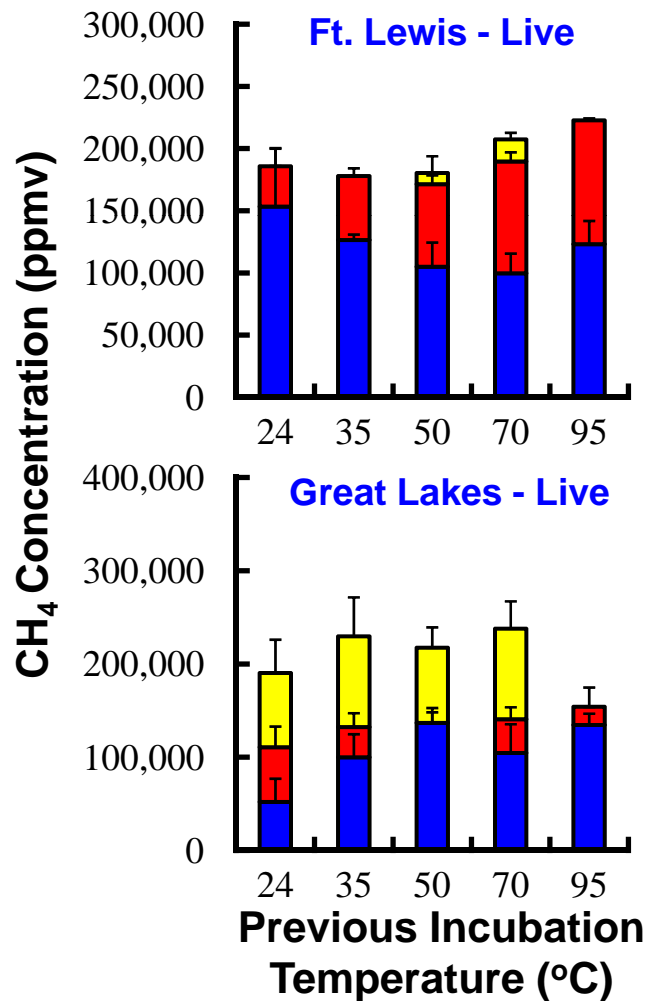 CH₄ Concentration (ppmv)
Ft. Lewis - Live
300,000
250,000
200,000
150,000
100,000
50,000
0
24 35 50 70 95
Great Lakes - Live
400,000
300,000
200,000
100,000
0
24 35 50 70 95
Previous Incubation
Temperature (ºC)